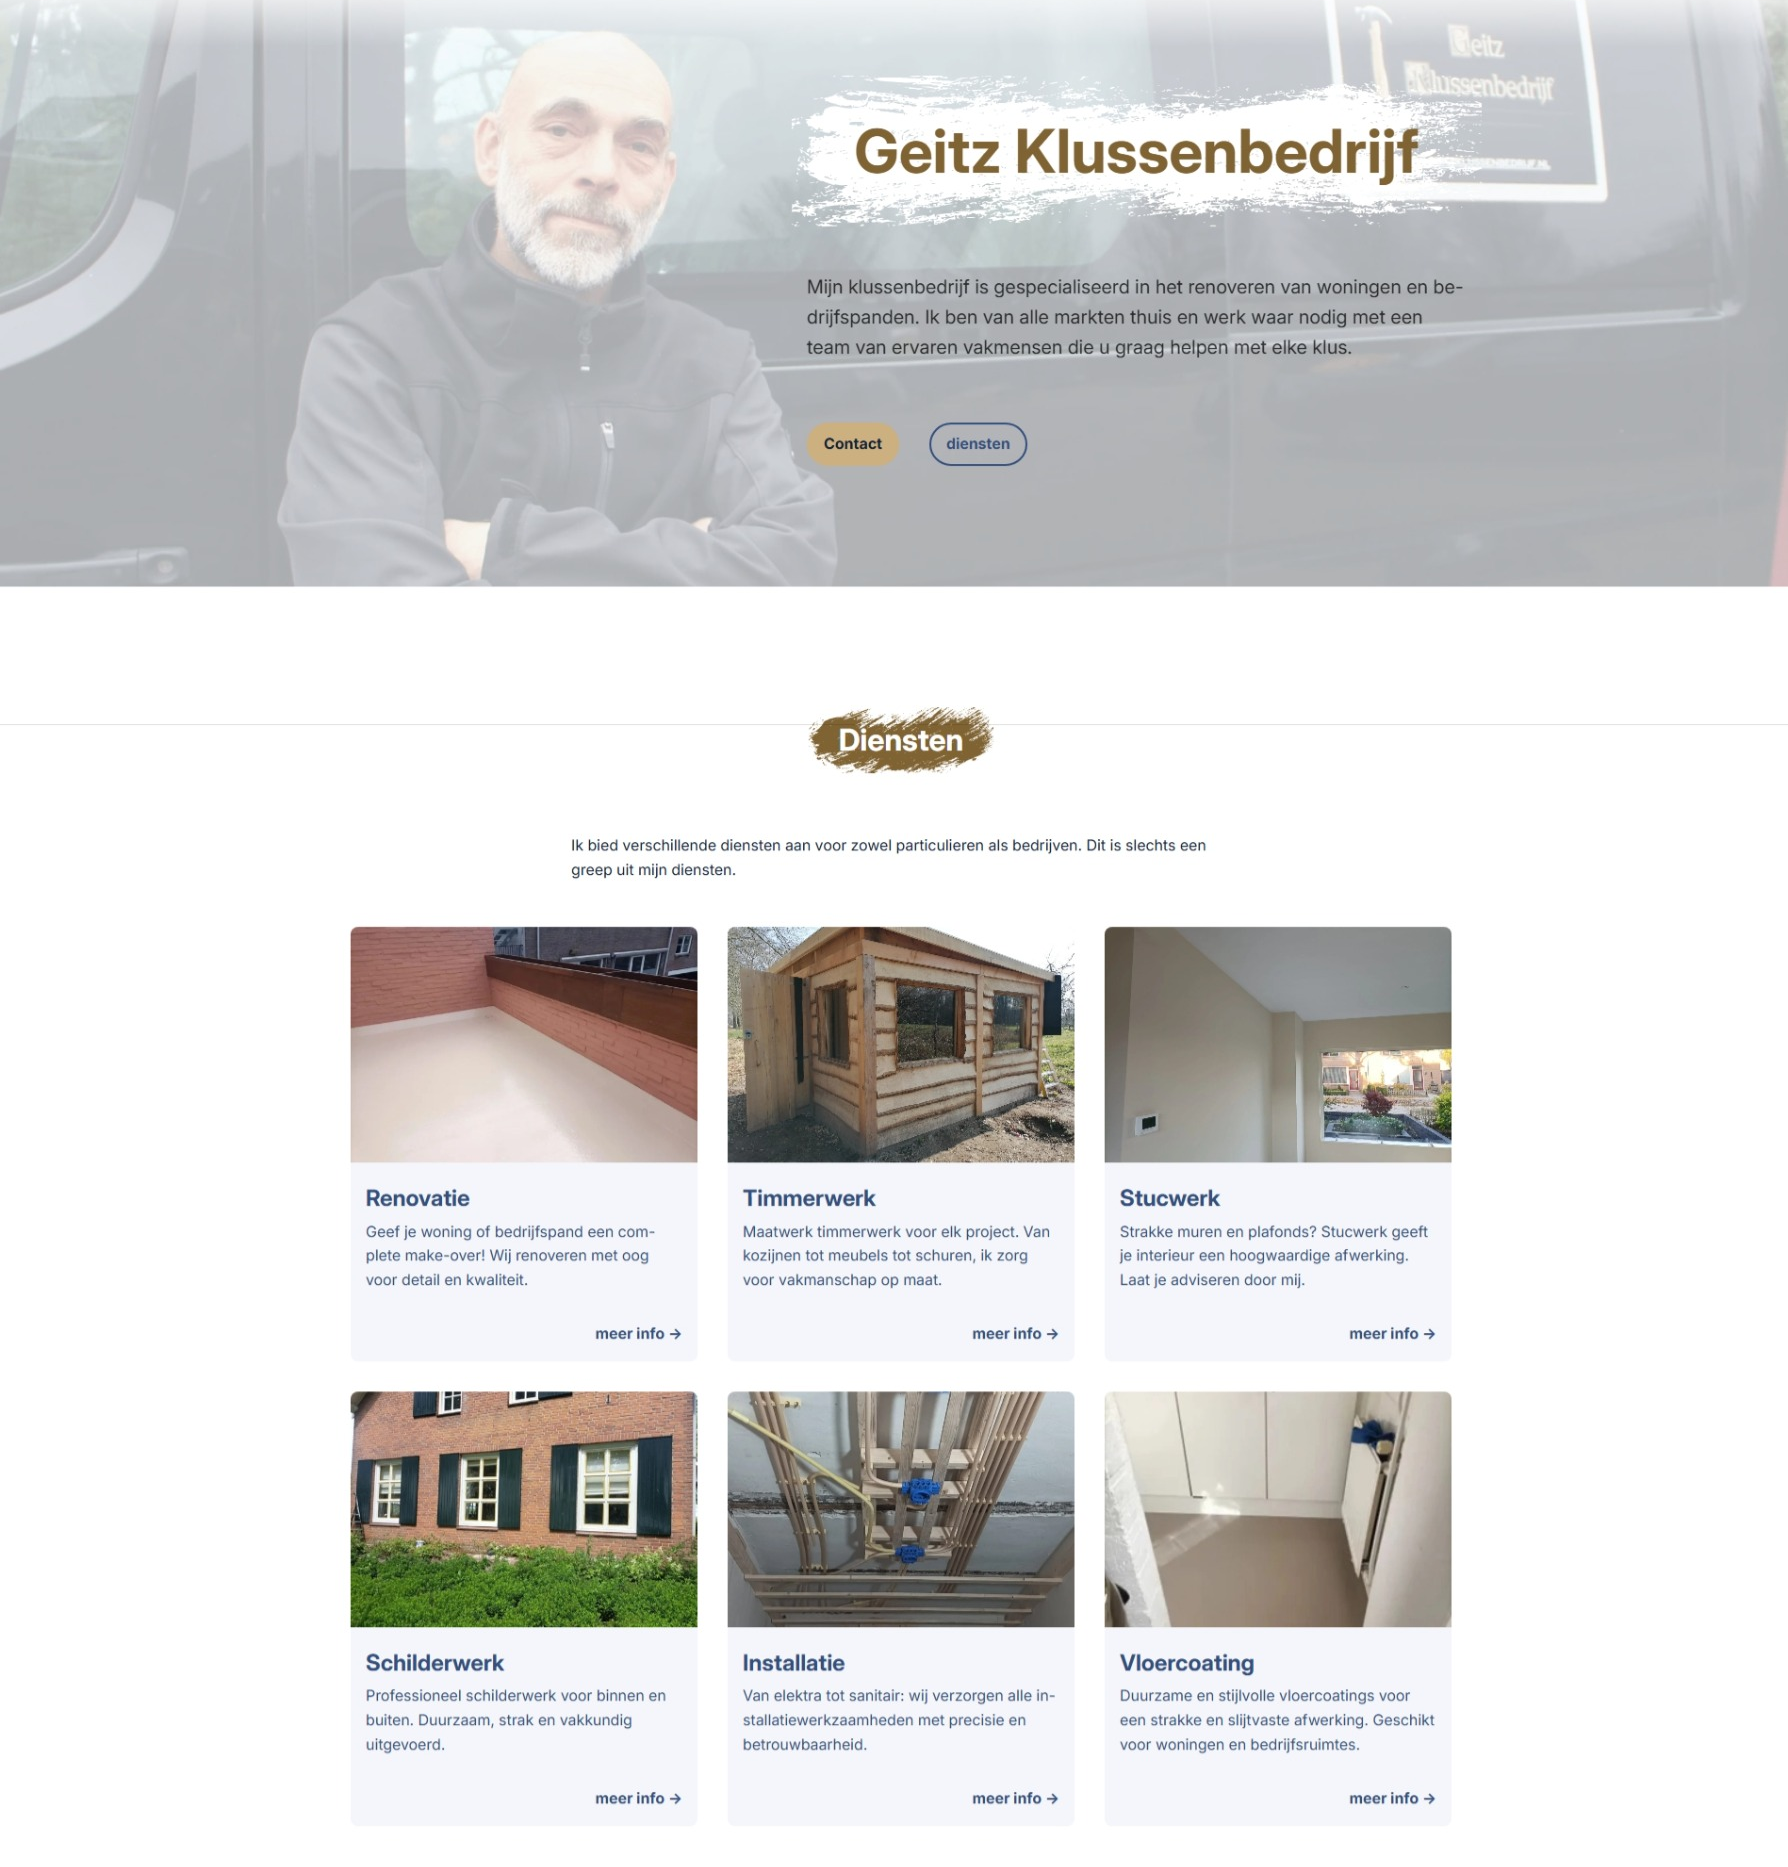 Geitz
Klussenbedrijf
Geitz Klussenbedrijf
Mijn klussenbedrijf is gespecialiseerd in het renoveren van woningen en be-
drijfspanden. Ik ben van alle markten thuis en werk waar nodig met een
team van ervaren vakmensen die u graag helpen met elke klus.
Contact
diensten
Diensten
Ik bied verschillende diensten aan voor zowel particulieren als bedrijven. Dit is slechts een
greep uit mijn diensten.
Renovatie
Geef je woning of bedrijfspand een com-
plete make-over! Wij renoveren met oog
voor detail en kwaliteit.
meer info →
Timmerwerk
Maatwerk timmerwerk voor elk project. Van
kozijnen tot meubels tot schuren, ik zorg
voor vakmanschap op maat.
meer info →
Stucwerk
Strakke muren en plafonds? Stucwerk geeft
je interieur een hoogwaardige afwerking.
Laat je adviseren door mij.
meer info →
Schilderwerk
Professioneel schilderwerk voor binnen en
buiten. Duurzaam, strak en vakkundig
uitgevoerd.
meer info →
Installatie
Van elektra tot sanitair: wij verzorgen alle in-
stallatiewerkzaamheden met precisie en
betrouwbaarheid.
meer info →
Vloercoating
Duurzame en stijlvolle vloercoatings voor
een strakke en slijtvaste afwerking. Geschikt
voor woningen en bedrijfsruimtes.
meer info →